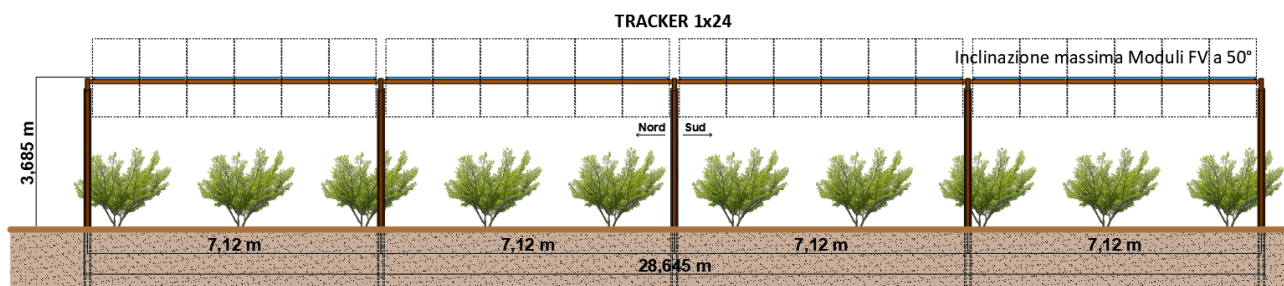 TRACKER 1x24
Inclinazione massima Moduli FV a 50°
3,685 m
Nord
Sud
7,12 m
7,12 m
7,12 m
7,12 m
28,645 m